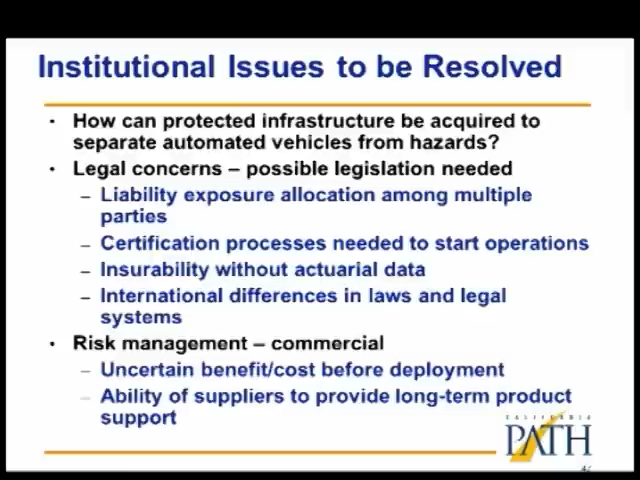 Institutional Issues to be Resolved
• How can protected infrastructure be acquired to
separate automated vehicles from hazards?
• Legal concerns – possible legislation needed
– Liability exposure allocation among multiple
parties
– Certification processes needed to start operations
– Insurability without actuarial data
– International differences in laws and legal
systems
• Risk management – commercial
– Uncertain benefit/cost before deployment
– Ability of suppliers to provide long-term product
support
CALIFORNIA
PATH